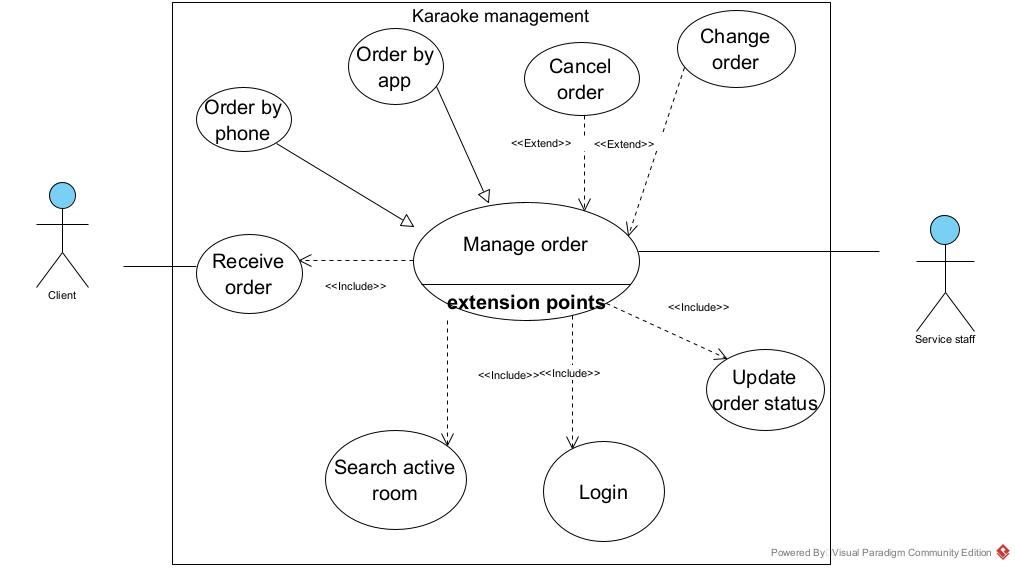 Karaoke management
Order by
app
Cancel
order
Change
order
Order by
phone
<<Extend>>
<<Extend>>
Manage order
extension points
Receive
order
<<Include>>
Client
Service staff
<<Include>>
<<Include>>
<<Include>>
Update
order status
Search active
room
Login
Powered By Visual Paradigm Community Edition